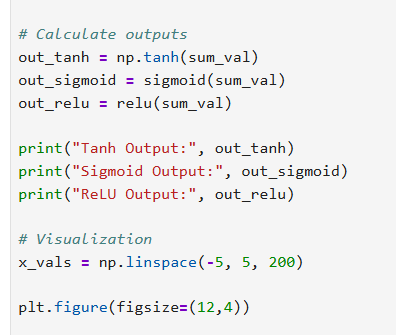 # Calculate outputs
out_tanh = np.tanh(sum_val)
out_sigmoid = sigmoid(sum_val)
out_relu = relu(sum_val)
print("Tanh Output:", out_tanh)
print("Sigmoid Output:", out_sigmoid)
print("ReLU Output:", out_relu)
# Visualization
x_vals = np.linspace(-5, 5, 200)
plt.figure(figsize=(12,4))